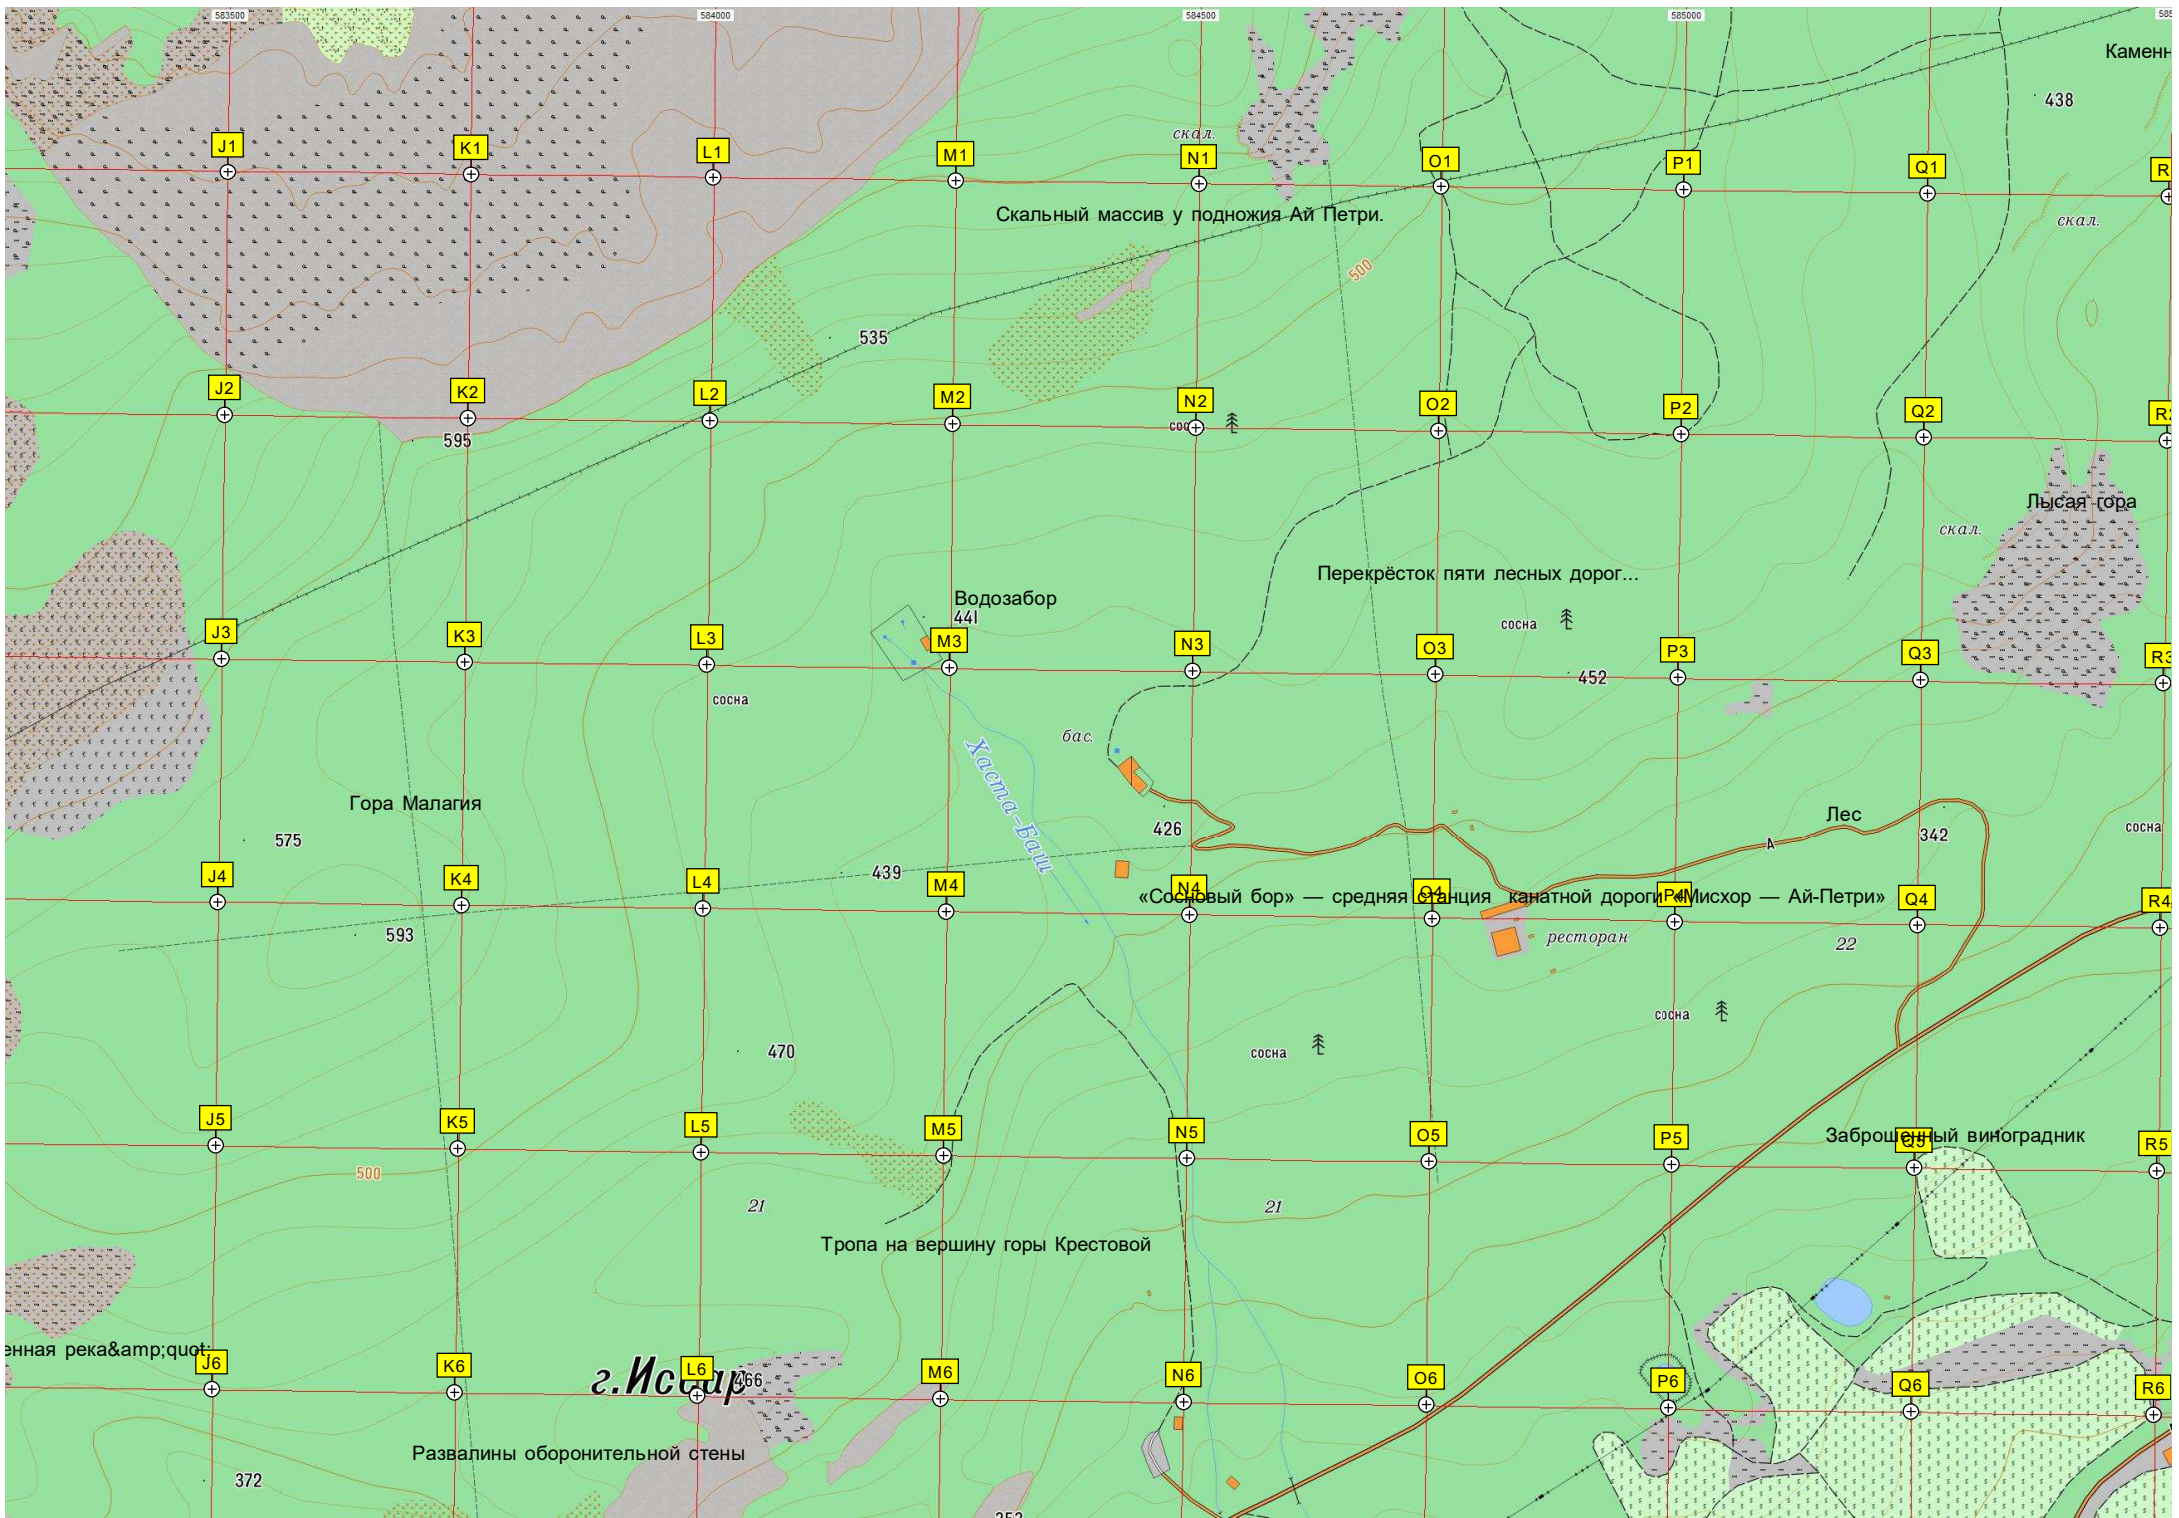 583500 584000 584500 585000
Каменн
438
скал.
J1 K1 L1 M1 N1 O1 P1 Q1 R
Скальный массив у подножия Ай Петри.
скал.
500
535
J2 K2 L2 M2 N2 O2 P2 Q2
595
Лысая гора
скал.
Перекрёсток пяти лесных дорог...
Водозабор
441
сосна
J3 K3 L3 M3 N3 O3 P3 Q3 R3
452
сосна
бас.
Хаста-Баш
Гора Малагия
Лес
575
426
342
сосна
439
J4 K4 L4 M4 N4 O4 P4 Q4 R4
«Сосновый бор» — средняя станция канатной дороги «Мисхор — Ай-Петри»
593
ресторан
22
сосна
470
сосна
J5 K5 L5 M5 N5 O5 P5 Q5 R5
Заброшенный виноградник
500
21
21
Тропа на вершину горы Крестовой
енная река&amp;quot;
J6 K6 L6 M6 N6 O6 P6 Q6 R6
г.Исар
466
Развалины оборонительной стены
372